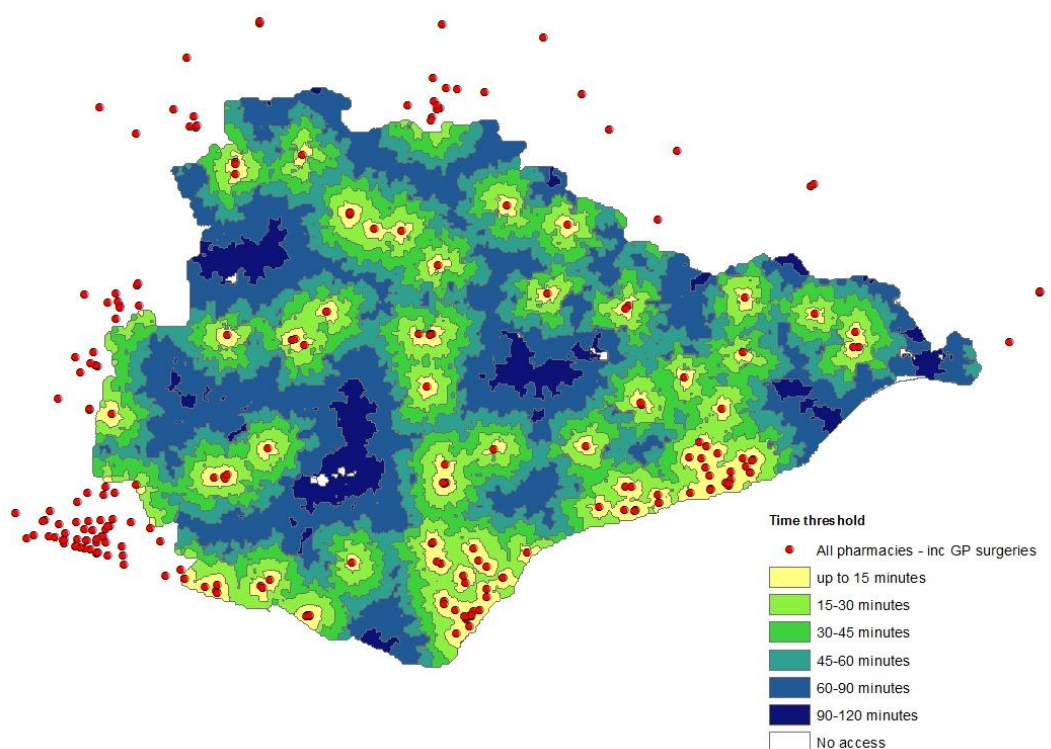 Time threshold
All pharmacies - inc GP surgeries
up to 15 minutes
15-30 minutes
30-45 minutes
45-60 minutes
60-90 minutes
90-120 minutes
No access